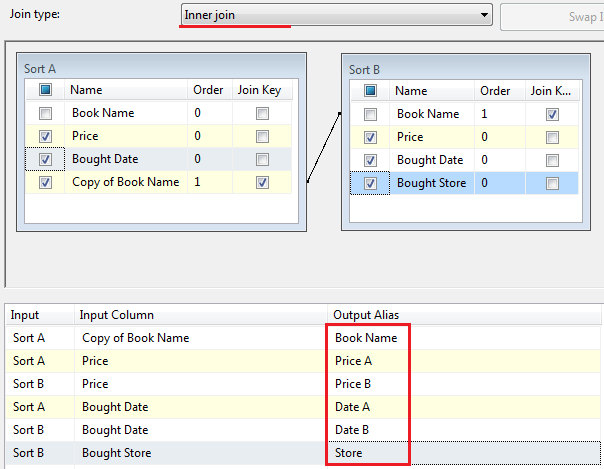 Join type: Inner join Swap I
Sort A
Name Order Join Key
Book Name 0
Price 0
Bought Date 0
Copy of Book Name 1
Sort B
Name Order Join K...
Book Name 1
Price 0
Bought Date 0
Bought Store 0
Input Input Column Output Alias
Sort A Copy of Book Name Book Name
Sort A Price Price A
Sort B Price Price B
Sort A Bought Date Date A
Sort B Bought Date Date B
Sort B Bought Store Store